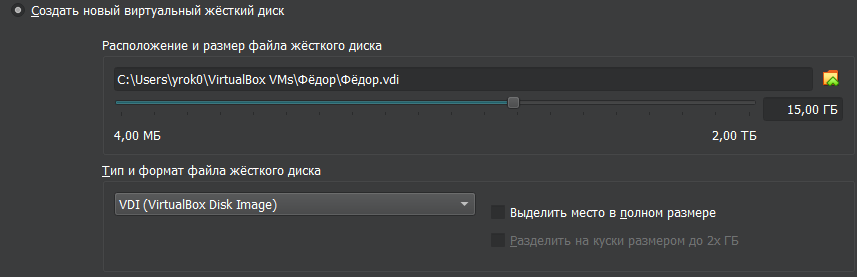 Создать новый виртуальный жёсткий диск
Расположение и размер файла жёсткого диска
C:\Users\yrok0\VirtualBox VMs\Фёдор\Фёдор.vdi
15,00 ГБ
4,00 МБ 2,00 ТБ
Тип и формат файла жёсткого диска
VDI (VirtualBox Disk Image)
Выделить место в полном размере
Разделить на куски размером до 2х ГБ